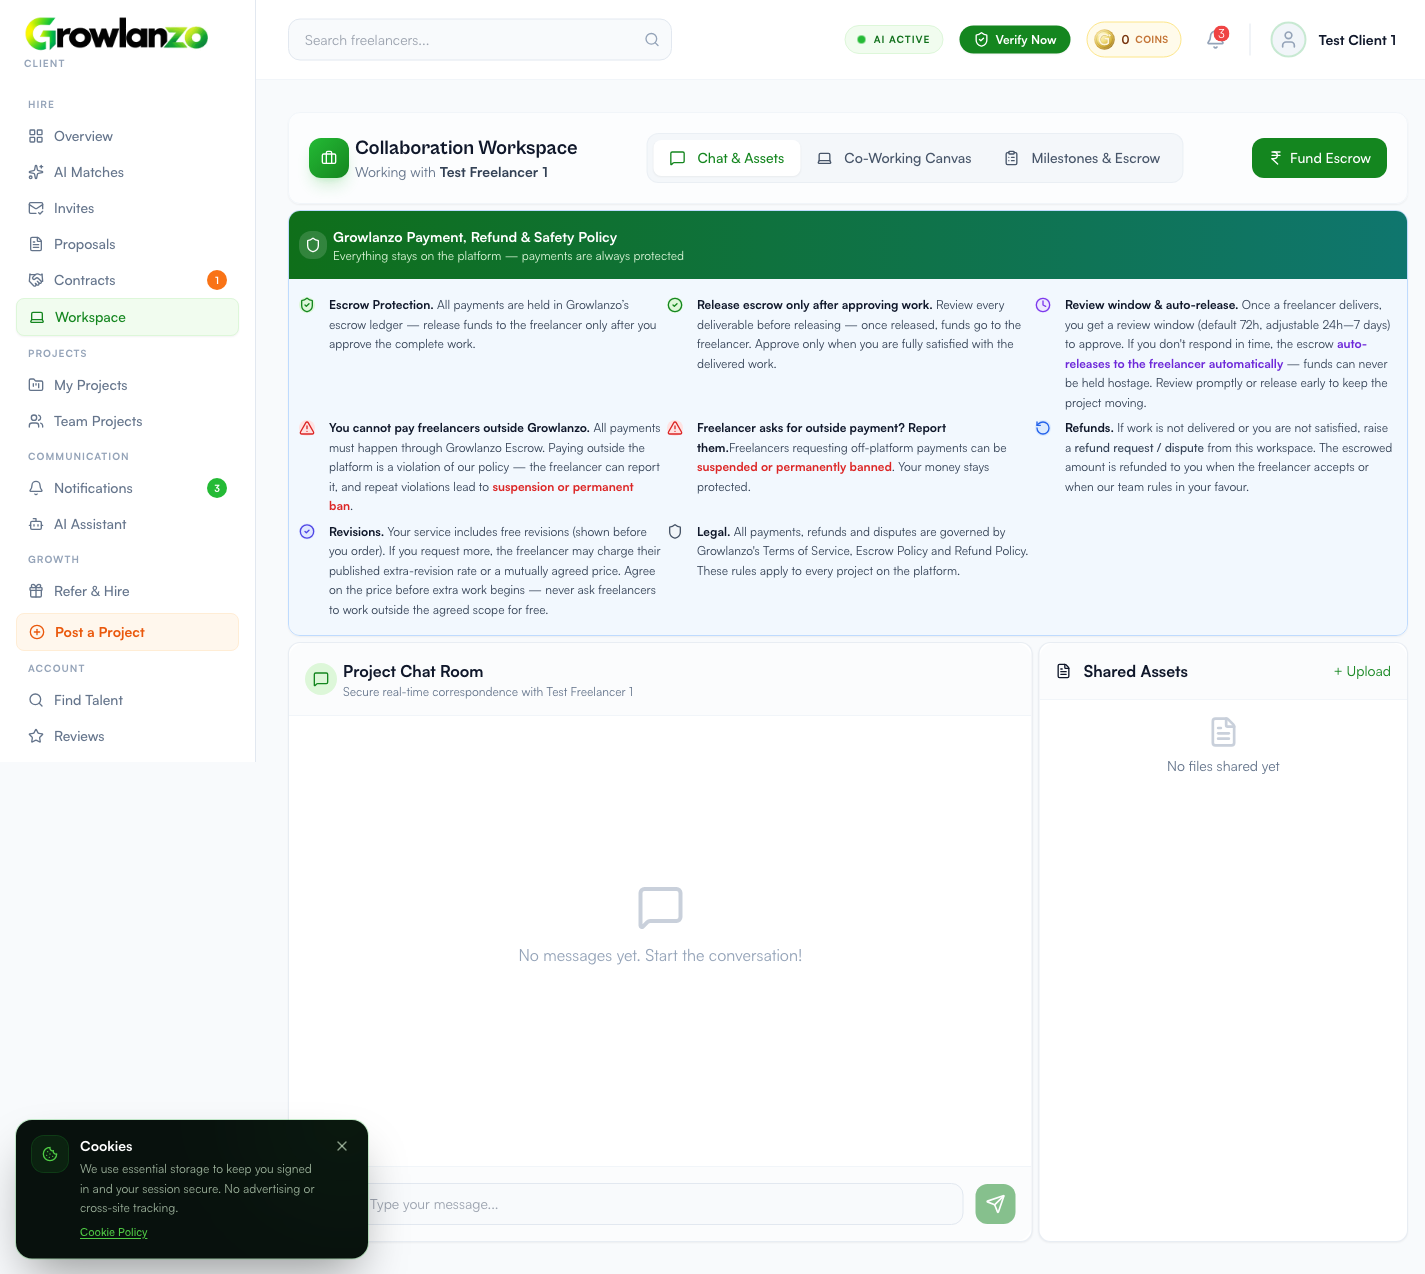 Growlanzo
CLIENT
Search freelancers...
AI ACTIVE
Verify Now
0 COINS
3
Test Client 1
HIRE
Overview
AI Matches
Invites
Proposals
Contracts
1
Workspace
PROJECTS
My Projects
Team Projects
COMMUNICATION
Notifications
3
AI Assistant
GROWTH
Refer & Hire
Post a Project
ACCOUNT
Find Talent
Reviews
Collaboration Workspace
Working with Test Freelancer 1
Chat & Assets
Co-Working Canvas
Milestones & Escrow
₹ Fund Escrow
Growlanzo Payment, Refund & Safety Policy
Everything stays on the platform — payments are always protected
Escrow Protection. All payments are held in Growlanzo's
escrow ledger — release funds to the freelancer only after you
approve the complete work.
Release escrow only after approving work. Review every
deliverable before releasing — once released, funds go to the
freelancer. Approve only when you are fully satisfied with the
delivered work.
Review window & auto-release. Once a freelancer delivers,
you get a review window (default 72h, adjustable 24h–7 days)
to approve. If you don't respond in time, the escrow auto-
releases to the freelancer automatically — funds can never
be held hostage. Review promptly or release early to keep the
project moving.
You cannot pay freelancers outside Growlanzo. All payments
must happen through Growlanzo Escrow. Paying outside the
platform is a violation of our policy — the freelancer can report
it, and repeat violations lead to suspension or permanent
ban.
Freelancer asks for outside payment? Report
them.Freelancers requesting off-platform payments can be
suspended or permanently banned. Your money stays
protected.
Refunds. If work is not delivered or you are not satisfied, raise
a refund request / dispute from this workspace. The escrowed
amount is refunded to you when the freelancer accepts or
when our team rules in your favour.
Revisions. Your service includes free revisions (shown before
you order). If you request more, the freelancer may charge their
published extra-revision rate or a mutually agreed price. Agree
on the price before extra work begins — never ask freelancers
to work outside the agreed scope for free.
Legal. All payments, refunds and disputes are governed by
Growlanzo's Terms of Service, Escrow Policy and Refund Policy.
These rules apply to every project on the platform.
Project Chat Room
Secure real-time correspondence with Test Freelancer 1
No messages yet. Start the conversation!
Type your message...
Shared Assets
+ Upload
No files shared yet
Cookies
We use essential storage to keep you signed
in and your session secure. No advertising or
cross-site tracking.
Cookie Policy